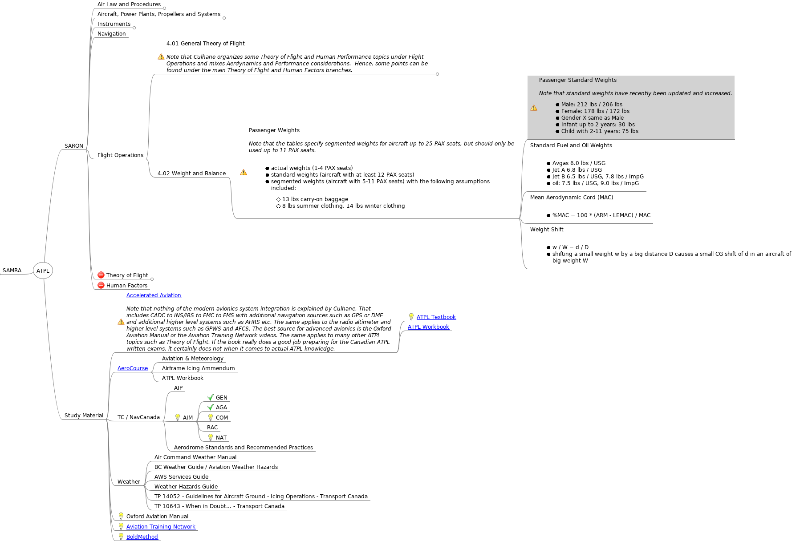 Air Law and Procedures
Aircraft, Power Plants, Propellers and Systems
Instruments
Navigation
4.01 General Theory of Flight
Note that Culhane organizes some Theory of Flight and Human Performance topics under Flight
Operations and mixes Aerdynamics and Performance considerations. Hence, some points can be
found under the main Theory of Flight and Human Factors branches.
Passenger Standard Weights
Note that standard weights have recently been updated and increased.
Male: 212 lbs / 206 lbs
Female: 178 lbs / 172 lbs
Gender X same as Male
Infant up to 2 years: 30 lbs
Child with 2-11 years: 75 lbs
Passenger Weights
Note that the tables specify segmented weights for aircraft up to 25 PAX seats, but should only be
used up to 11 PAX seats.
SARON
Flight Operations
4.02 Weight and Balance
actual weights (1-4 PAX seats)
standard weights (aircraft with at least 12 PAX seats)
segmented weights (aircraft with 5-11 PAX seats) with the following assumptions
included:
13 lbs carry-on baggage
8 lbs summer clothing, 14 lbs winter clothing
Standard Fuel and Oil Weights
Avgas 6.0 lbs / USG
Jet A 6.8 lbs / USG
Jet B 6.5 lbs / USG, 7.8 lbs / ImpG
oil: 7.5 lbs / USG, 9.0 lbs / ImpG
Mean Aerodynamic Cord (MAC)
%MAC = 100 * (ARM - LEMAC) / MAC
Weight Shift
w / W = d / D
shifting a small weight w by a big distance D causes a small CG shift of d in an aircraft of
big weight W
SAMRA
ATPL
Theory of Flight
Human Factors
Accelerated Aviation
Note that nothing of the modern avionics system integration is explained by Culhane. That
includes CADC to INS/IRS to FMC to FMS with additional navigation sources such as GPS or DME
and additional higher level systems such as AHRS etc. The same applies to the radio altimeter and
higher level systems such as GPWS and AFCS. The best source for advanced avionics is the Oxford
Aviation Manual or the Aviation Training Network videos. The same applies to many other ATPL
topics such as Theory of Flight. If the book really does a good job preparing for the Canadian ATPL
written exams. It certainly does not when it comes to actual ATPL knowledge.
ATPL Textbook
ATPL Workbook
AeroCourse
Aviation & Meteorology
Airframe Icing Ammendum
ATPL Workbook
Study Material
TC / NavCanada
AIP
AIM
GEN
AGA
COM
RAC
NAT
Aerodrome Standards and Recommended Practices
Weather
Air Command Weather Manual
BC Weather Guide / Aviation Weather Hazards
AWS Services Guide
Weather Hazards Guide
TP 14052 - Guidelines for Aircraft Ground - Icing Operations - Transport Canada
TP 10643 - When in Doubt... - Transport Canada
Oxford Aviation Manual
Aviation Training Network
BoldMethod